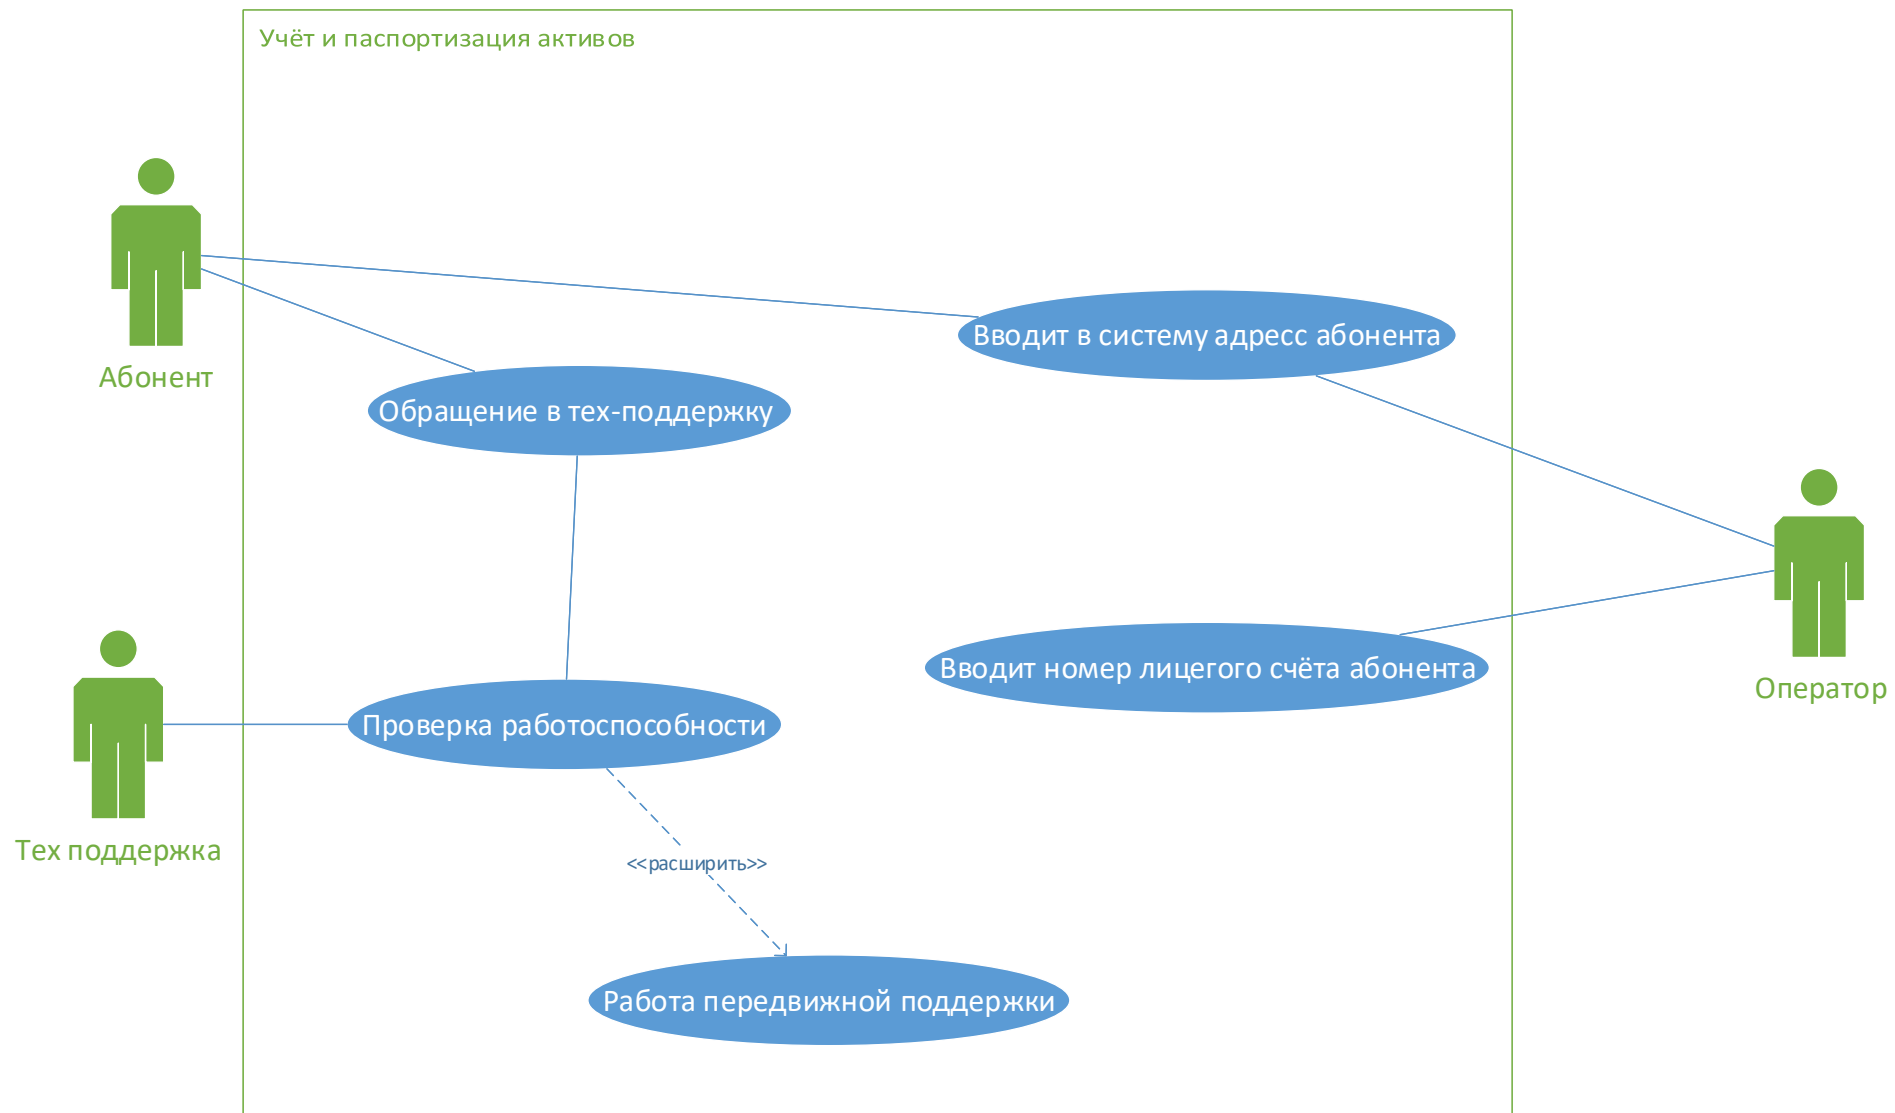 Учёт и паспортизация активов
Вводит в систему адресс абонента
Абонент
Обращение в тех-поддержку
Вводит номер лицегого счёта абонента
Оператор
Проверка работоспособности
Тех поддержка
<<расширить>>
Работа передвижной поддержки